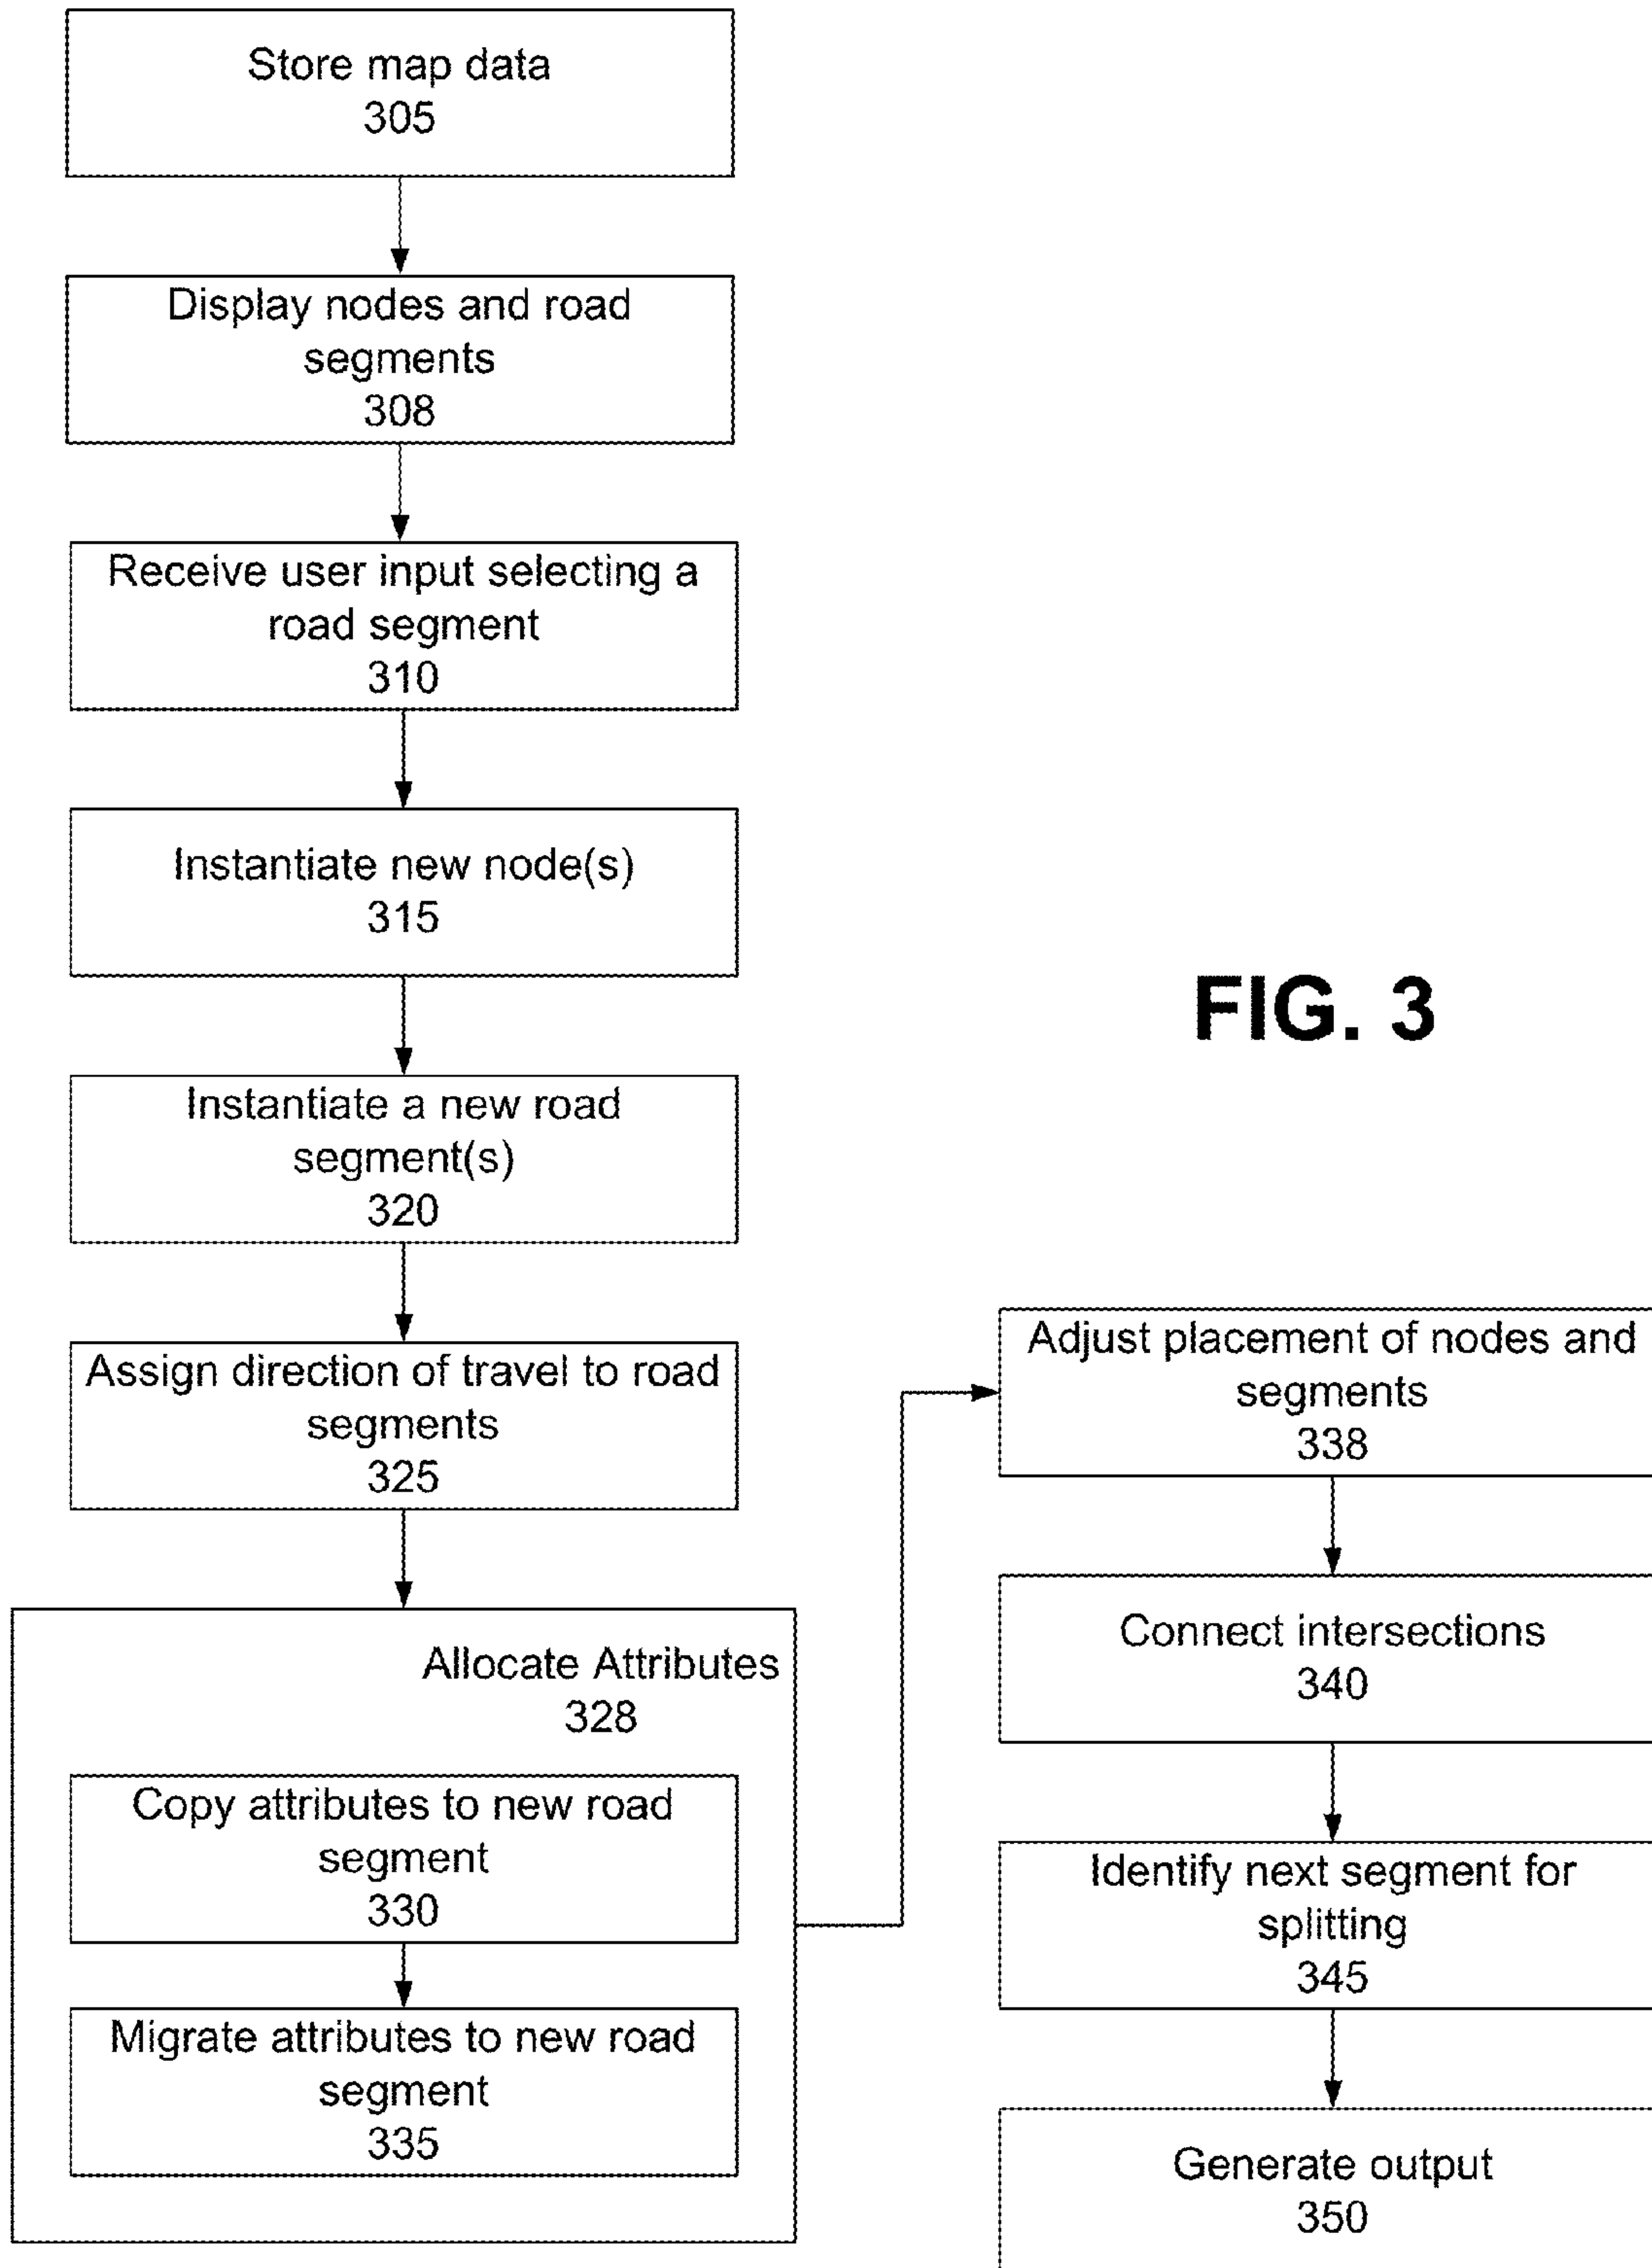 Store map data
305
Display nodes and road
segments
308
Receive user input selecting a
road segment
310
Instantiate new node(s)
315
Instantiate a new road
segment(s)
320
Assign direction of travel to road
segments
325
Allocate Attributes
328
Copy attributes to new road
segment
330
Migrate attributes to new road
segment
335
FIG. 3
Adjust placement of nodes and
segments
338
Connect intersections
340
Identify next segment for
splitting
345
Generate output
350